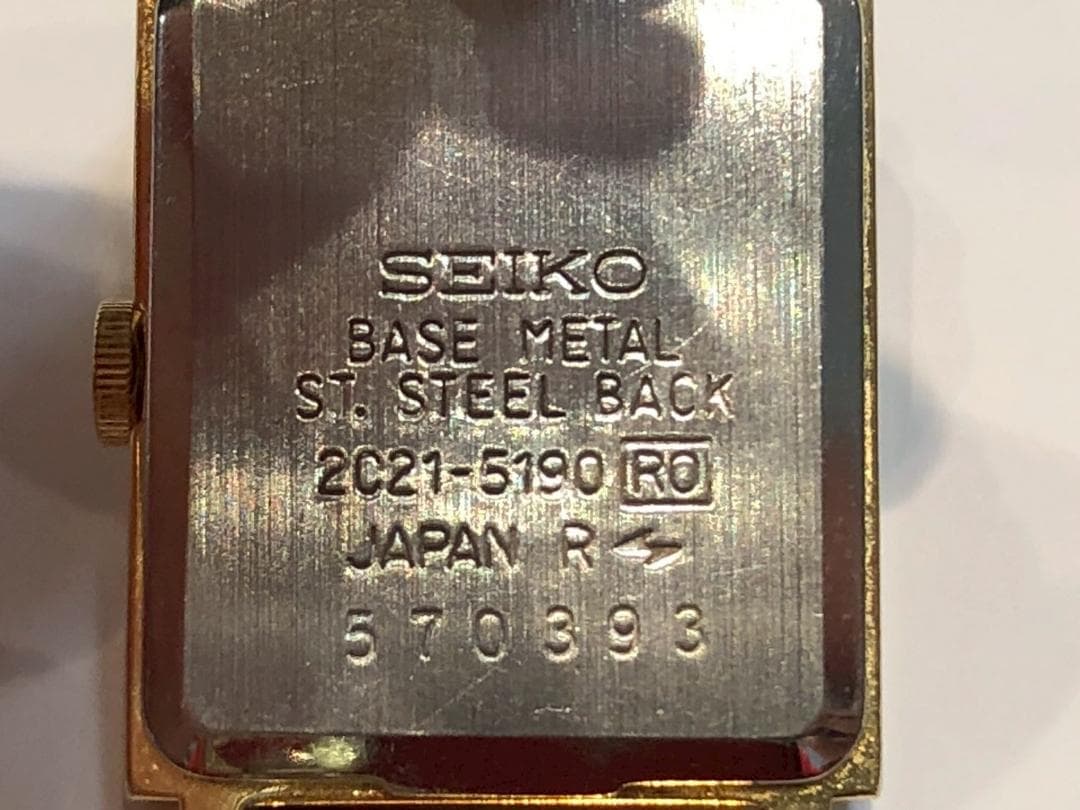 SEIKO
BASE METAL
ST. STEEL BACK
2C21-5190 RO
JAPAN R
570393